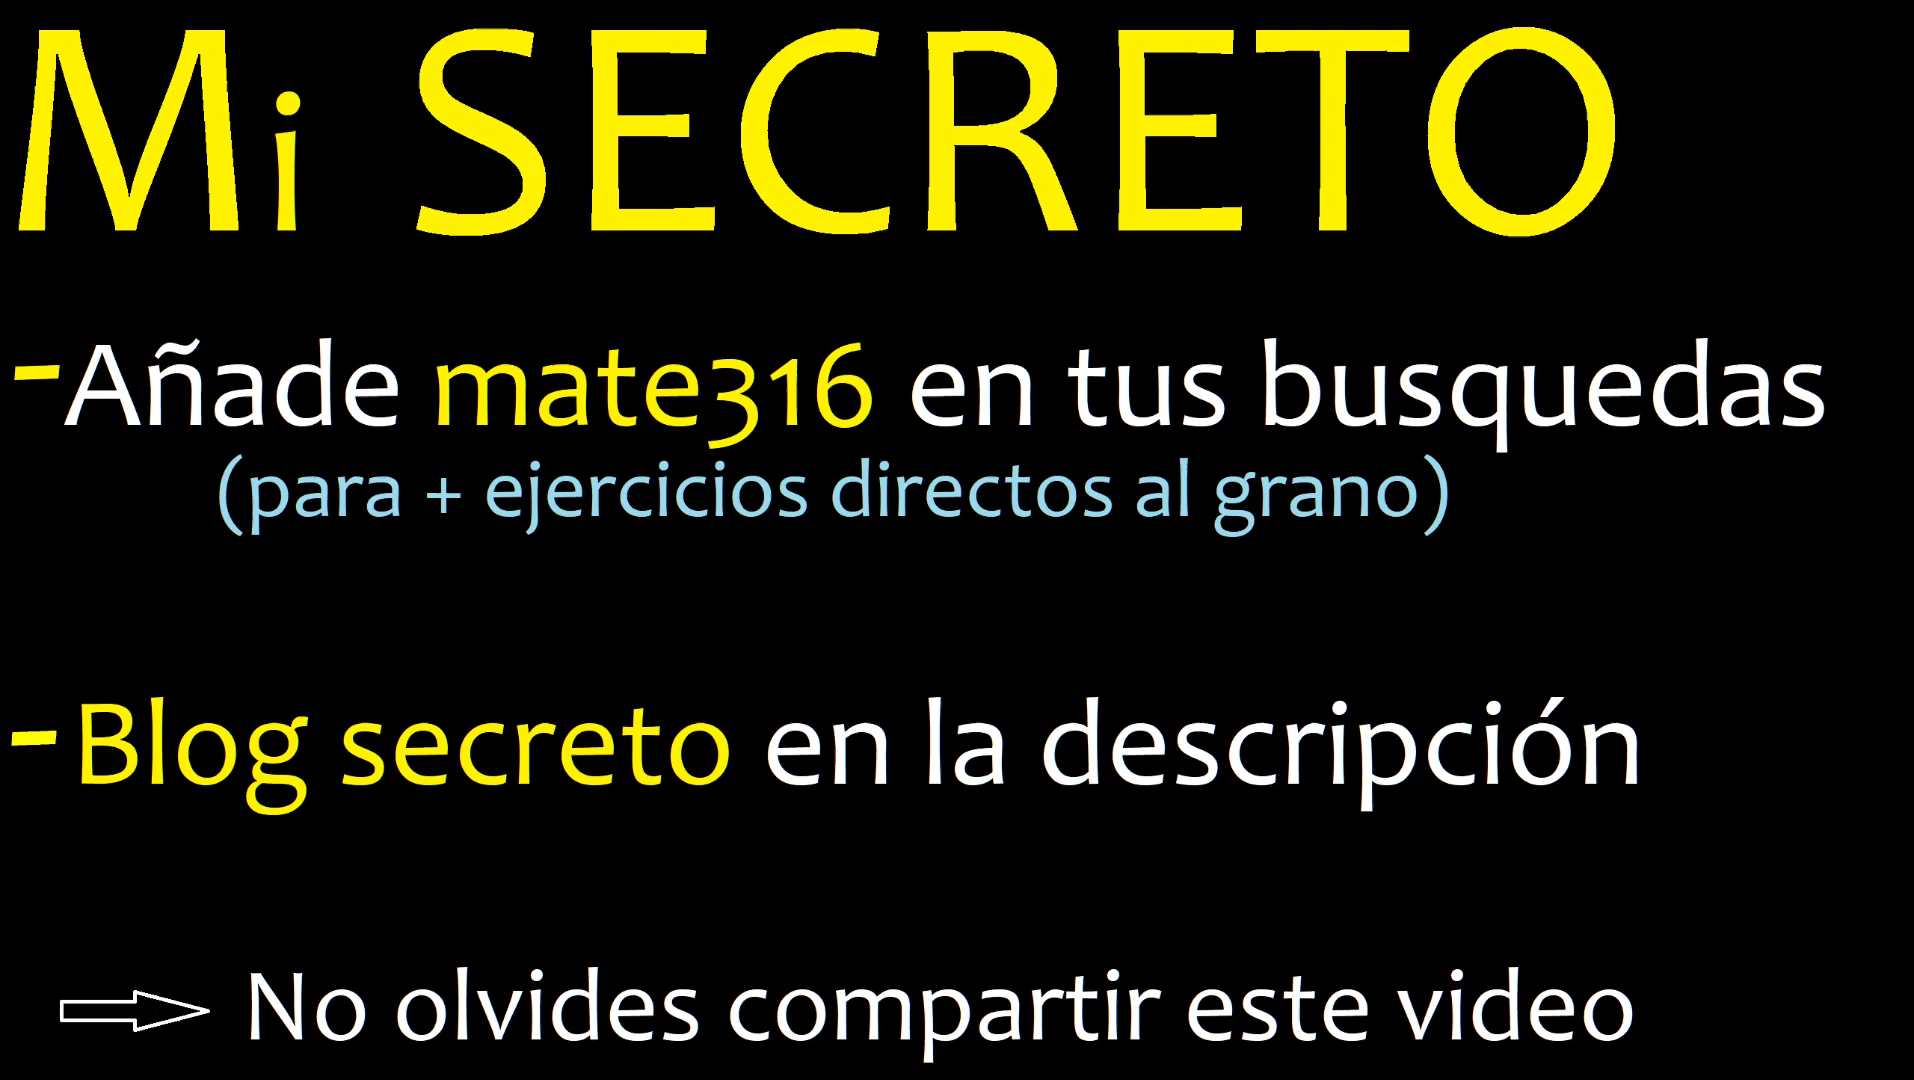 Mi SECRETO
-Añade mate316 en tus busquedas
(para + ejercicios directos al grano)
-Blog secreto en la descripción
No olvides compartir este video